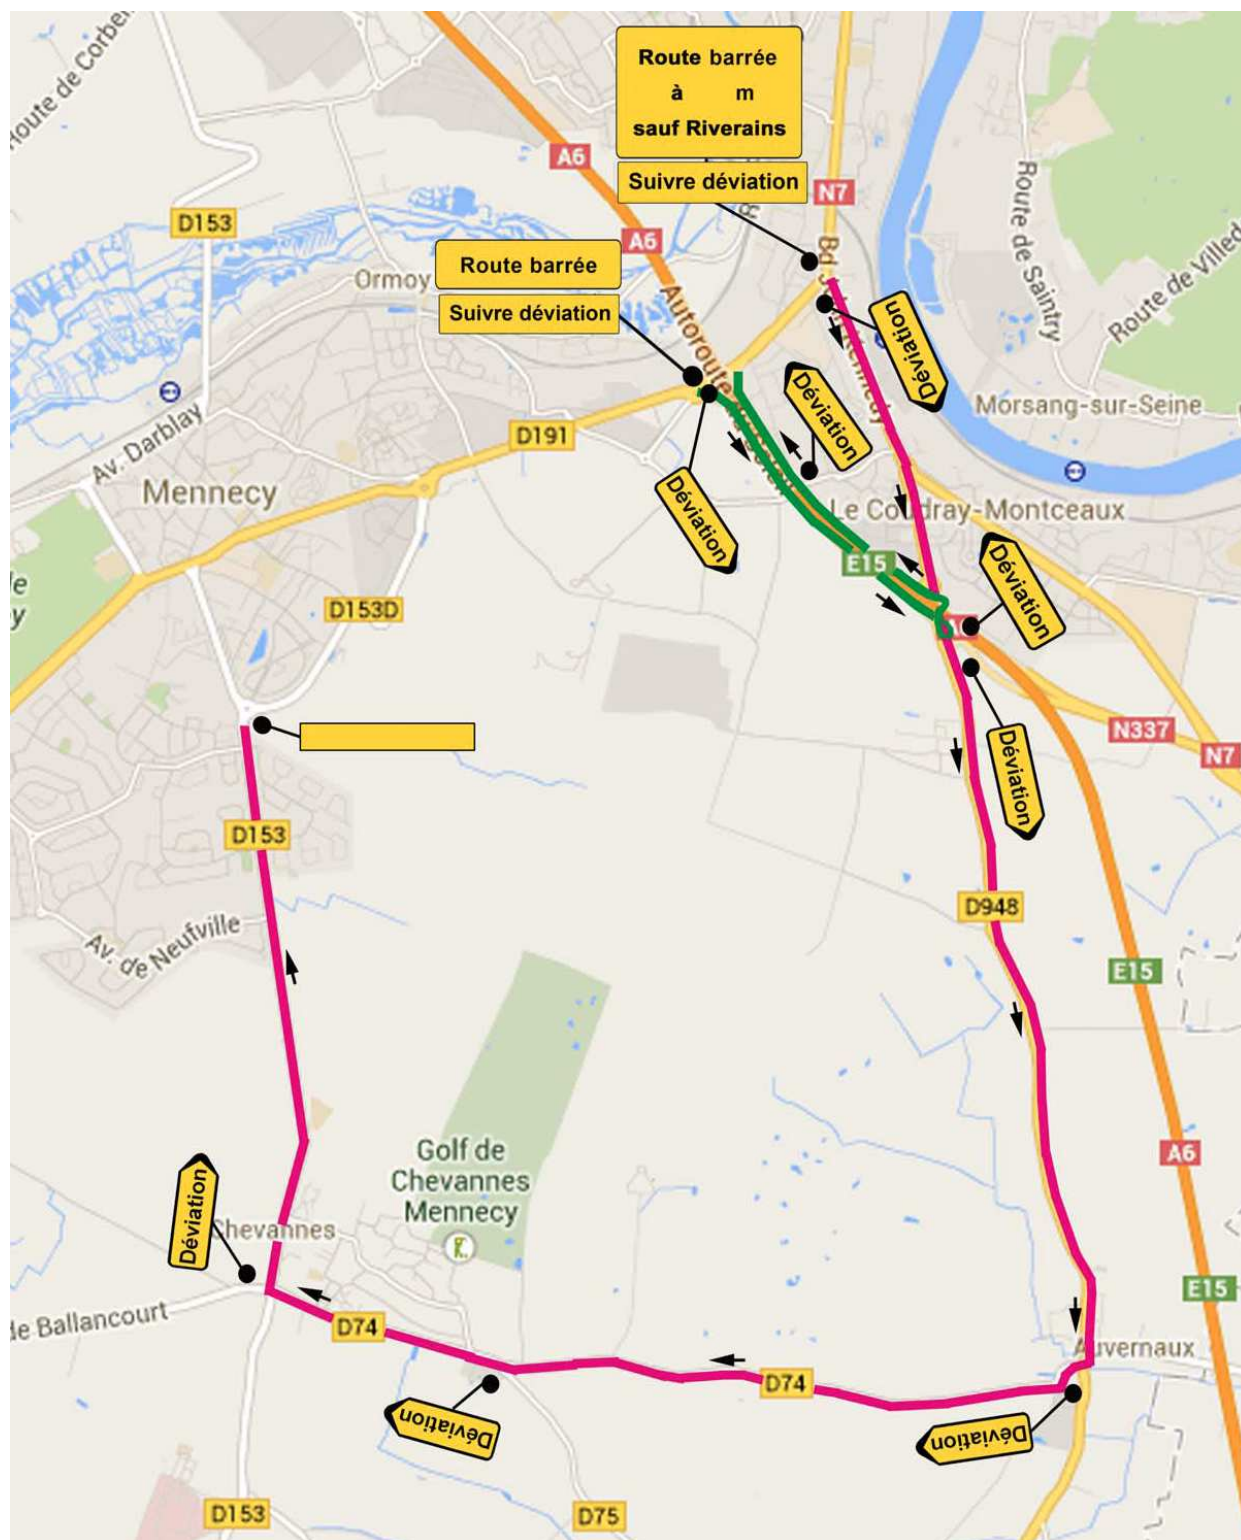 Route de Corbei
Route barrée
à m
sauf Riverains
Suivre déviation
A6
N7
D153
A6
Route de Saintry
Route de Villed
Route barrée
Suivre déviation
Ormoy
Autoroute
Déviation
Déviation
Morsang-sur-Seine
D191
Av. Darblay
Mennecy
Déviation
Le Coudray-Montceaux
E15
Déviation
D153D
N337
N7
Déviation
D153
D948
Av. de Neufville
E15
Golf de
Chevannes
Mennecy
A6
Déviation
Chevannes
E15
de Ballancourt
D74
Auvernaux
D74
Déviation
Déviation
D153
D75